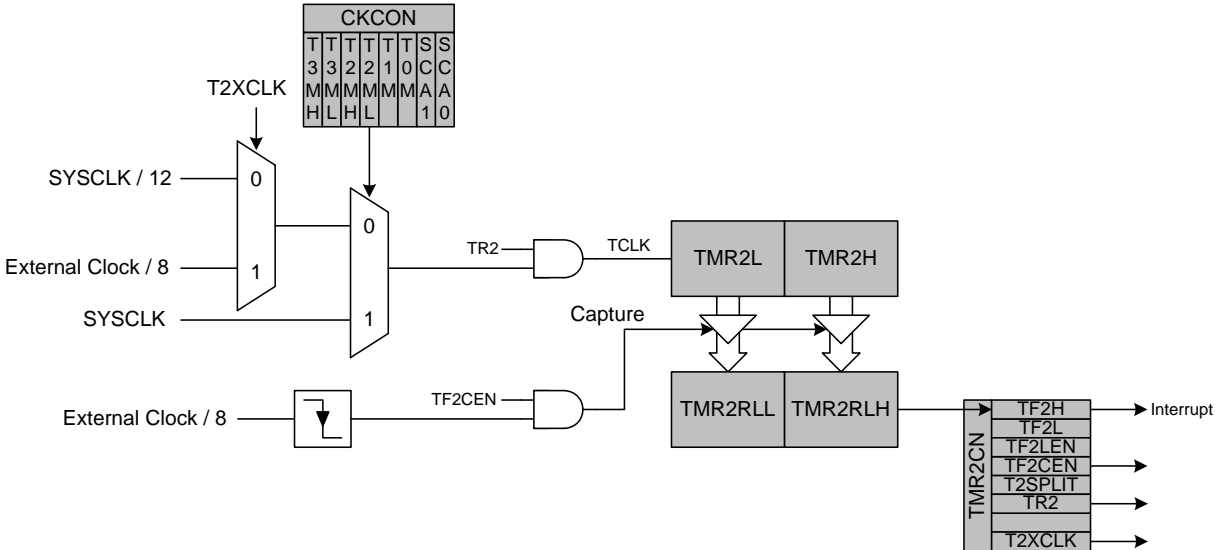 CKCON
T3MH
T3ML
T2MH
T2ML
T1M
T0M
SCA1
SCA0
T2XCLK
SYSCLK / 12
0
External Clock / 8
1
0
SYSCLK
1
TR2
TCLK
TMR2L
TMR2H
Capture
TF2CEN
External Clock / 8
TMR2RLL
TMR2RLH
TMR2CN
TF2H
Interrupt
TF2L
TF2LEN
TF2CEN
T2SPLIT
TR2
T2XCLK